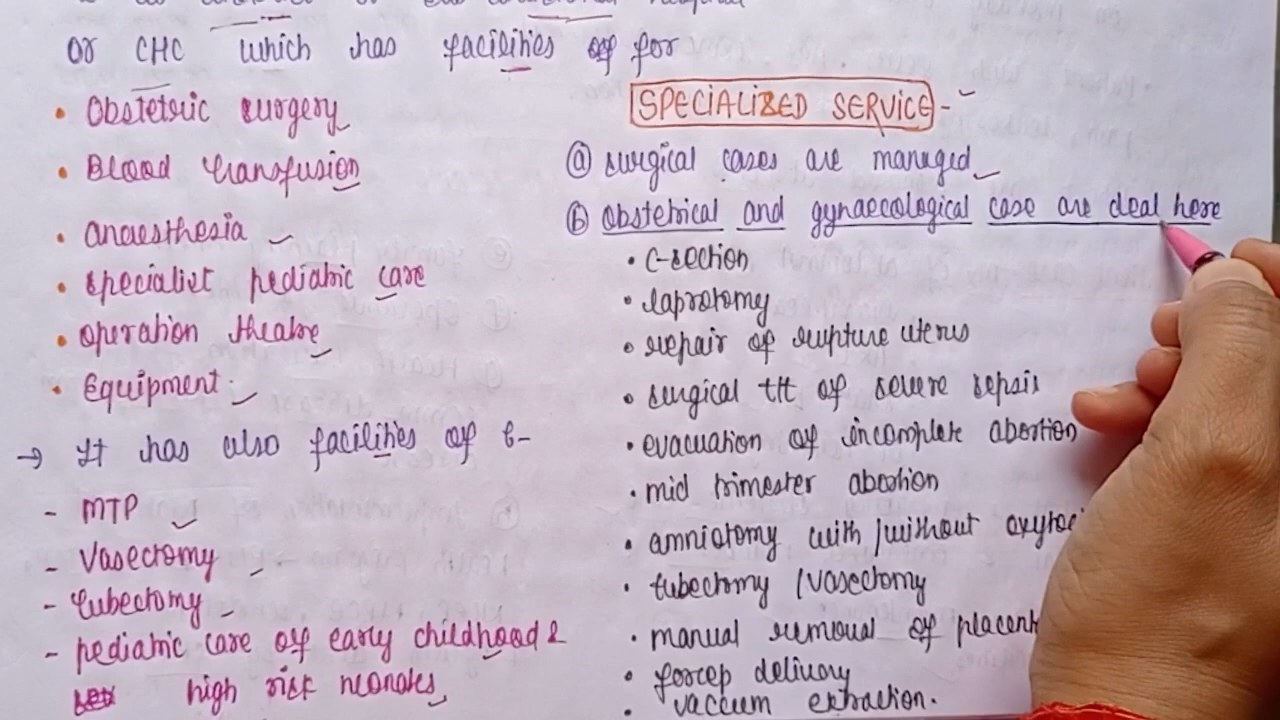 or CHC which has facilities of for
• Obstetric surgery
• Blood transfusion
• Anaesthesia
• specialist pediatric care
• operation theatre
• Equipment
→ It has also facilities of :-
- MTP
- Vasectomy
- tubectomy
- pediatric care of early childhood &
high risk neonates
SPECIALIZED SERVICE -
(a) surgical cases are managed
(b) obstetrical and gynaecological case are deal here
• C-section
• laprotomy
• repair of rupture uterus
• surgical ttt of severe sepsis
• evacuation of incomplete abortion
• mid trimester abortion
• amniotomy with/without
• tubectomy /vasectomy
• manual removal of
• forcep delivery
• vaccum extraction.